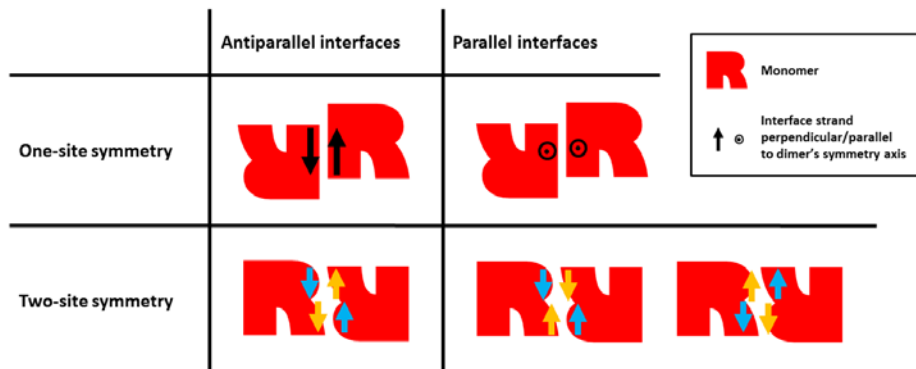 Antiparallel interfaces
Parallel interfaces
Monomer
Interface strand
perpendicular/parallel
to dimer's symmetry axis
One-site symmetry
Two-site symmetry